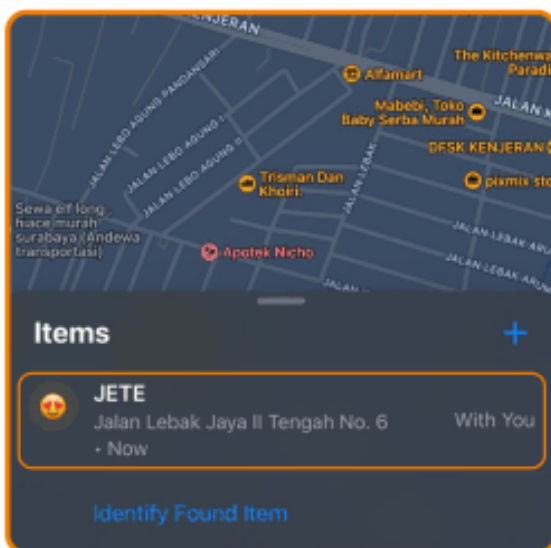 KENJERAN
Alfamart
The Kitchenwa
Paradi
JALAN K
Mabebi, Toko
Baby Serba Murah
DFSK KENJERAN
JALAN LEBO AGUNG PANDANSARI
JALAN LEBO AGUNG I
JALAN LEBO AGUNG II
JALAN LEBAK
Trisman Dan
Khoiri.
pixmix sto
Sewa elf long
hiace murah
surabaya (Andewa
transportasi)
Apotek Nicho
JALAN LEBAK ARUN
JALAN LEBAK ARUN
Items
JETE
Jalan Lebak Jaya II Tengah No. 6
• Now
With You
Identify Found Item